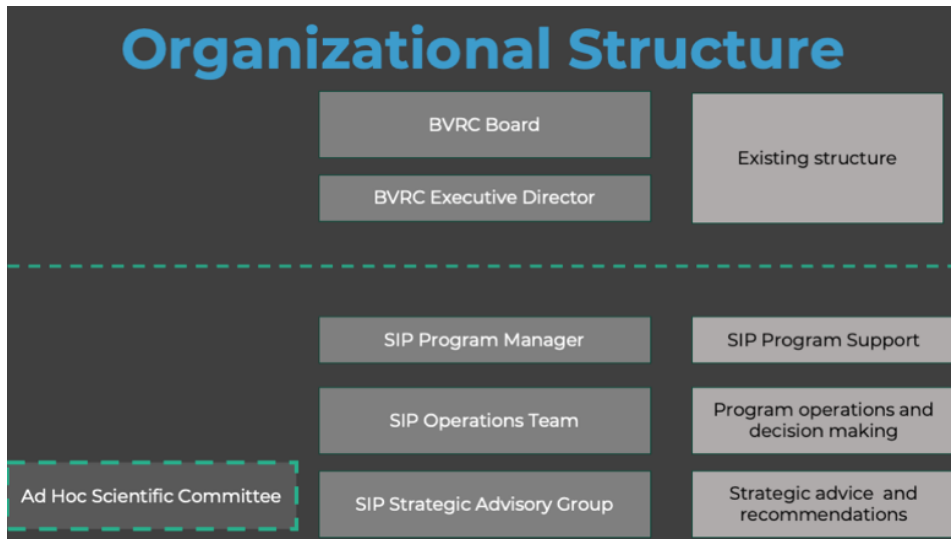 Organizational Structure
BVRC Board
Existing structure
BVRC Executive Director
SIP Program Manager
SIP Program Support
SIP Operations Team
Program operations and
decision making
Ad Hoc Scientific Committee
SIP Strategic Advisory Group
Strategic advice and
recommendations